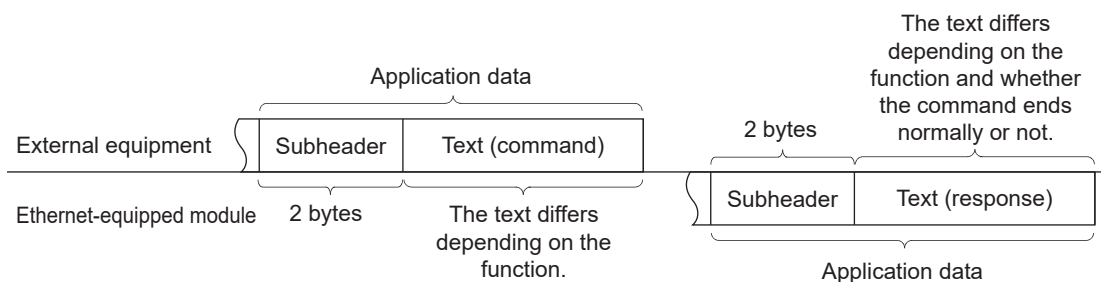 Application data
External equipment
Subheader
Text (command)
Ethernet-equipped module
2 bytes
The text differs
depending on the
function.
The text differs
depending on the
function and whether
the command ends
normally or not.
2 bytes
Subheader
Text (response)
Application data